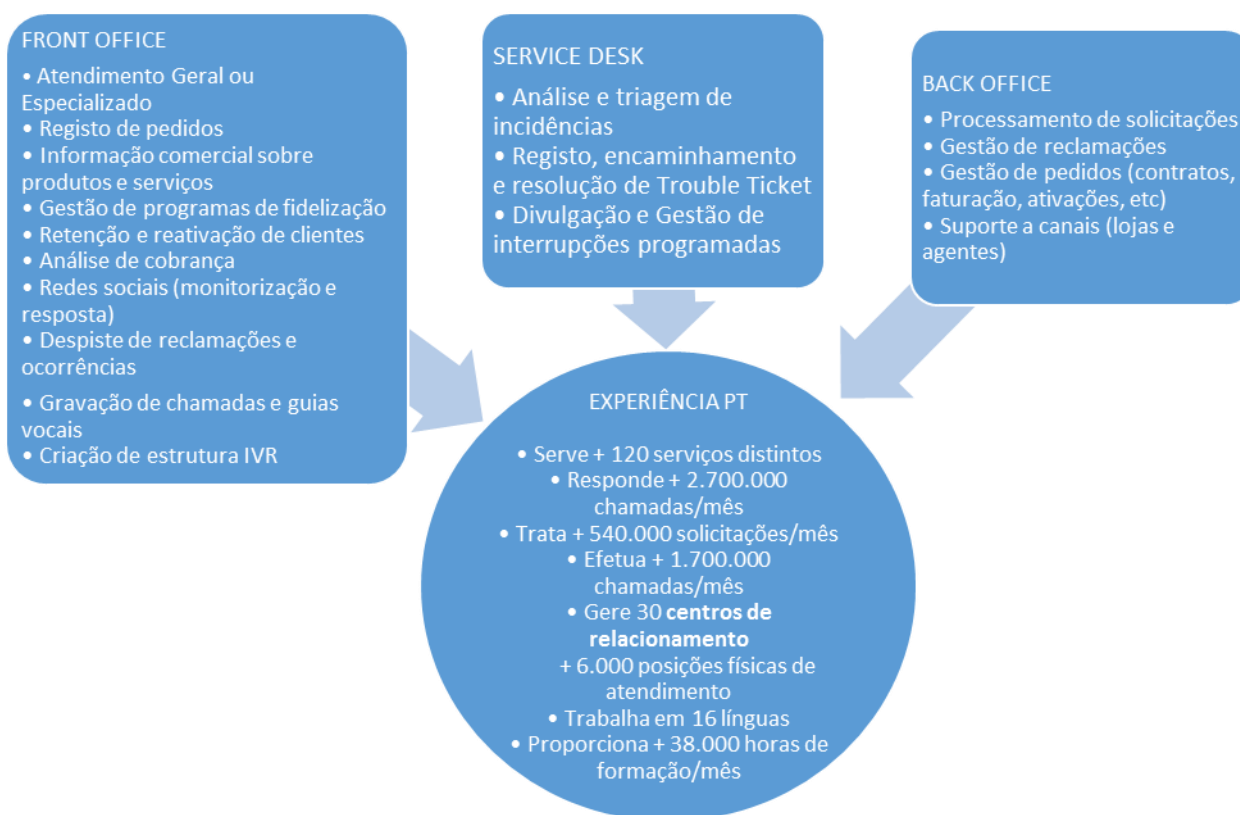 FRONT OFFICE
• Atendimento Geral ou
Especializado
• Registo de pedidos
• Informação comercial sobre
produtos e serviços
• Gestão de programas de fidelização
• Retenção e reativação de clientes
• Análise de cobrança
• Redes sociais (monitorização e
resposta)
• Despiste de reclamações e
ocorrências
• Gravação de chamadas e guias
vocais
• Criação de estrutura IVR
SERVICE DESK
• Análise e triagem de
incidências
• Registo, encaminhamento
e resolução de Trouble Ticket
• Divulgação e Gestão de
interrupções programadas
BACK OFFICE
• Processamento de solicitações
• Gestão de reclamações
• Gestão de pedidos (contratos,
faturação, ativações, etc)
• Suporte a canais (lojas e
agentes)
EXPERIÊNCIA PT
• Serve + 120 serviços distintos
• Responde + 2.700.000
chamadas/mês
• Trata + 540.000 solicitações/mês
• Efetua + 1.700.000
chamadas/mês
• Gere 30 centros de
relacionamento
+ 6.000 posições físicas de
atendimento
• Trabalha em 16 línguas
• Proporciona + 38.000 horas de
formação/mês